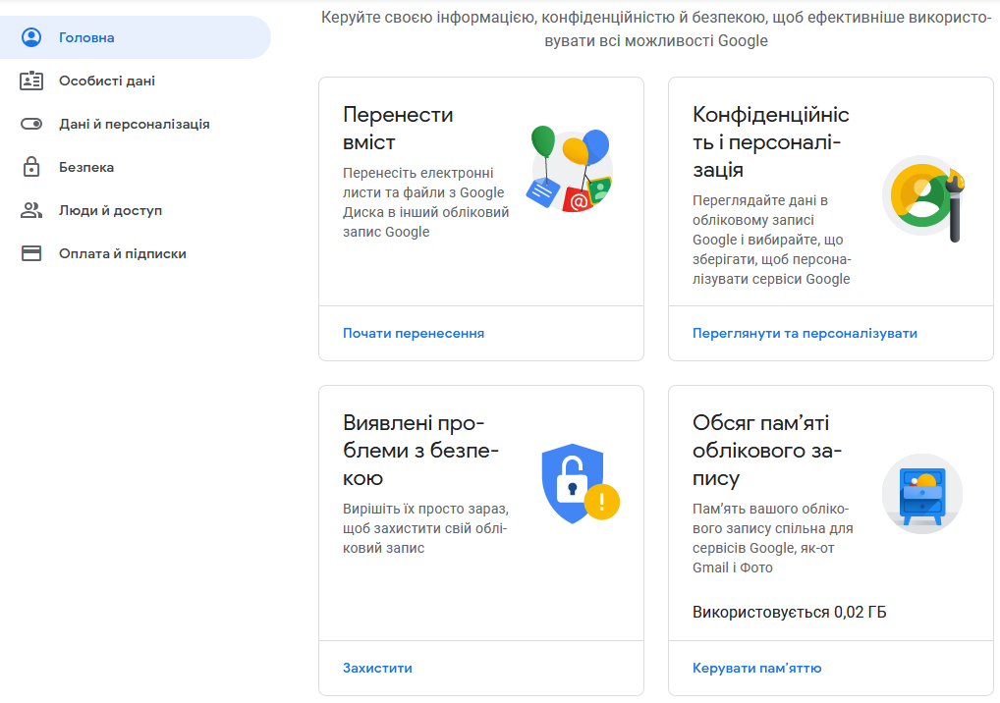 Керуйте своєю інформацією, конфіденційністю й безпекою, щоб ефективніше використо-
вувати всі можливості Google
Головна
Особисті дані
Дані й персоналізація
Безпека
Люди й доступ
Оплата й підписки
Перенести
вміст
Перенесіть електронні
листи та файли з Google
Диска в інший обліковий
запис Google
Почати перенесення
Конфіденційніс
ть і персоналі-
зація
Переглядайте дані в
обліковому записі
Google і вибирайте, що
зберігати, щоб персона-
лізувати сервіси Google
Переглянути та персоналізувати
Виявлені про-
блеми з безпе-
кою
Вирішіть їх просто зараз,
щоб захистити свій облі-
ковий запис
Захистити
Обсяг пам’яті
облікового за-
пису
Пам’ять вашого обліко-
вого запису спільна для
сервісів Google, як-от
Gmail і Фото
Використовується 0,02 ГБ
Керувати пам’яттю